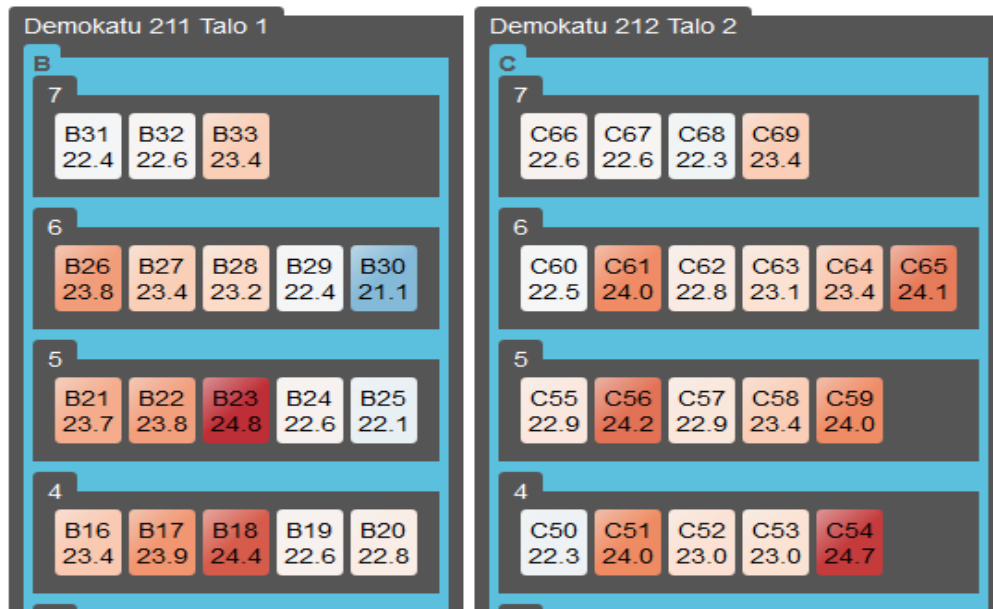 Demokatu 211 Talo 1
B
7
B31 B32 B33
22.4 22.6 23.4
6
B26 B27 B28 B29 B30
23.8 23.4 23.2 22.4 21.1
5
B21 B22 B23 B24 B25
23.7 23.8 24.8 22.6 22.1
4
B16 B17 B18 B19 B20
23.4 23.9 24.4 22.6 22.8
Demokatu 212 Talo 2
C
7
C66 C67 C68 C69
22.6 22.6 22.3 23.4
6
C60 C61 C62 C63 C64 C65
22.5 24.0 22.8 23.1 23.4 24.1
5
C55 C56 C57 C58 C59
22.9 24.2 22.9 23.4 24.0
4
C50 C51 C52 C53 C54
22.3 24.0 23.0 23.0 24.7